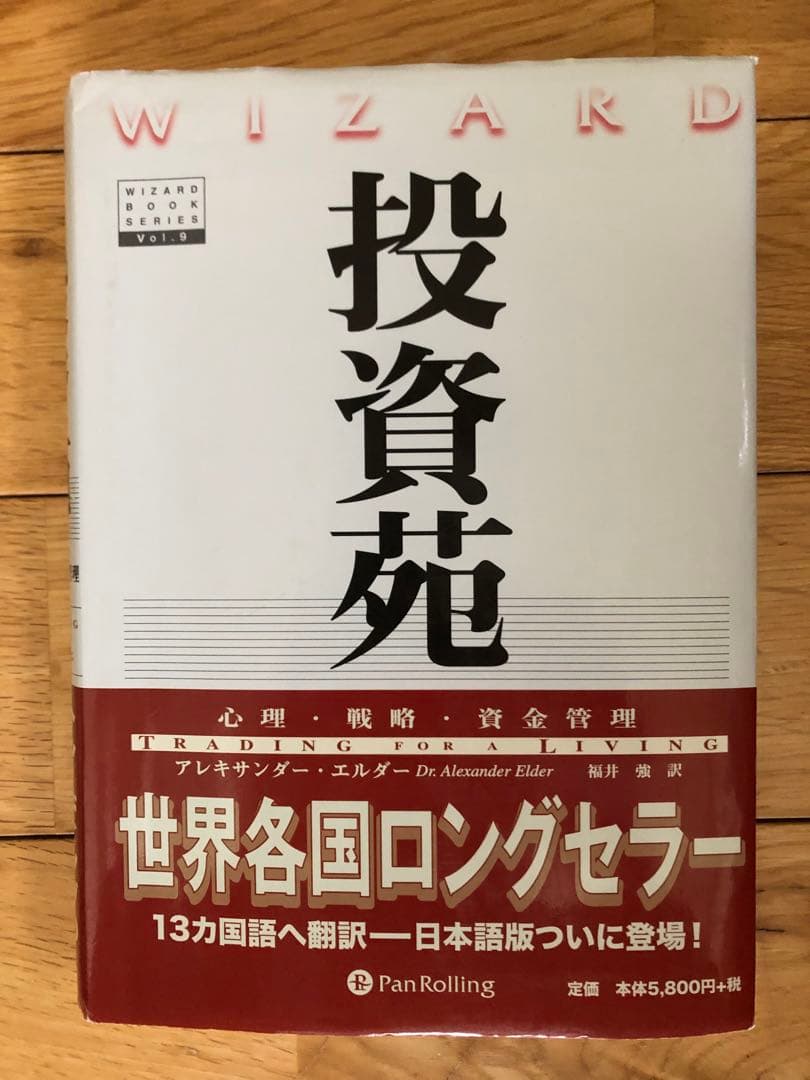 WIZARD
WIZARD
BOOK
SERIES
Vol.9
投資苑
心理・戦略・資金管理
TRADING FOR A LIVING
アレキサンダー・エルダー Dr. Alexander Elder 福井 強 訳
世界各国ロングセラー
13カ国語へ翻訳──日本語版ついに登場!
PanRolling
定価 本体5,800円+税
理